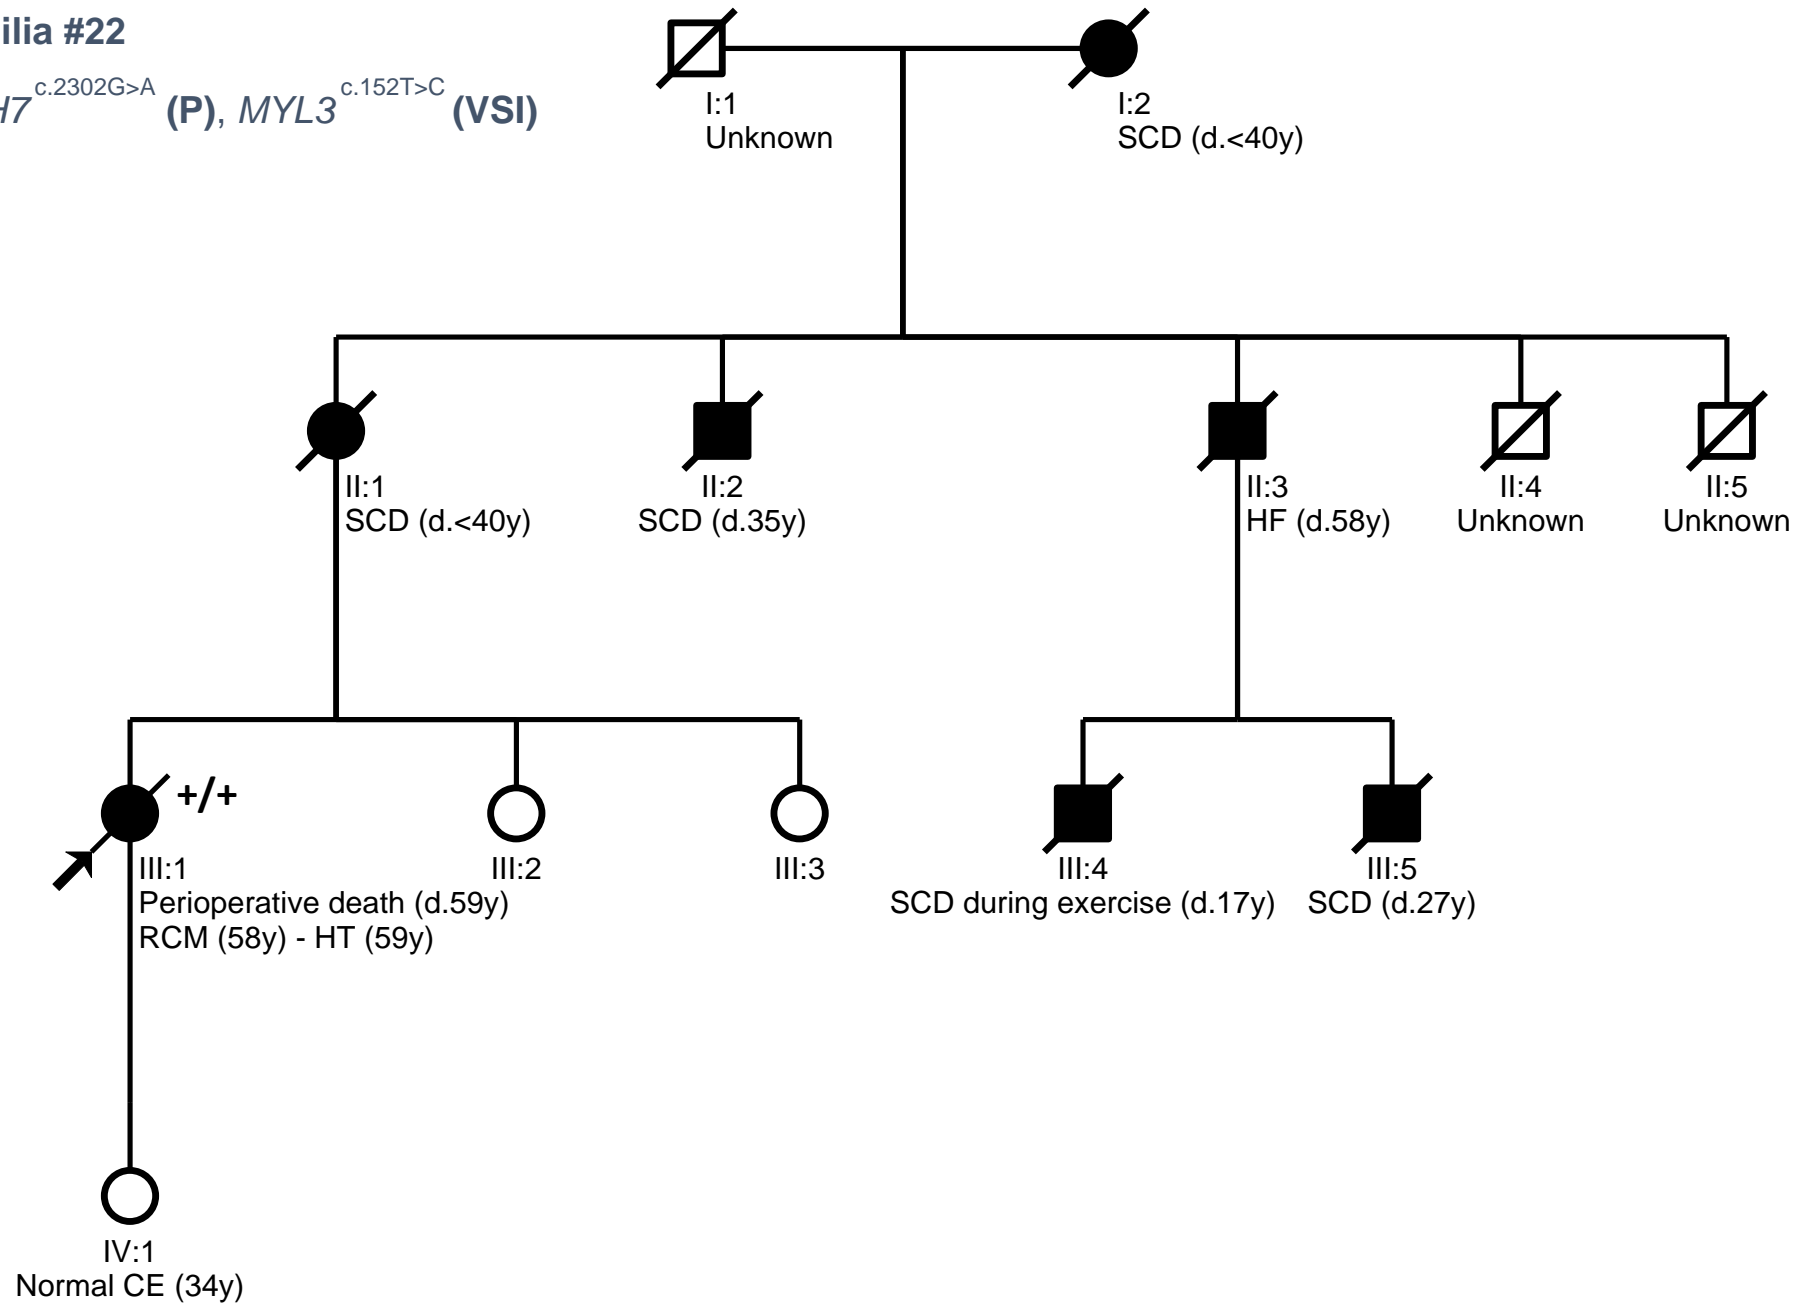 ilia #22
H7 c.2302G>A (P), MYL3 c.152T>C (VSI)
I:1
Unknown
I:2
SCD (d.<40y)
II:1
SCD (d.<40y)
II:2
SCD (d.35y)
II:3
HF (d.58y)
II:4
Unknown
II:5
Unknown
+/+
III:1
Perioperative death (d.59y)
RCM (58y) - HT (59y)
III:2
III:3
III:4
SCD during exercise (d.17y)
III:5
SCD (d.27y)
IV:1
Normal CE (34y)